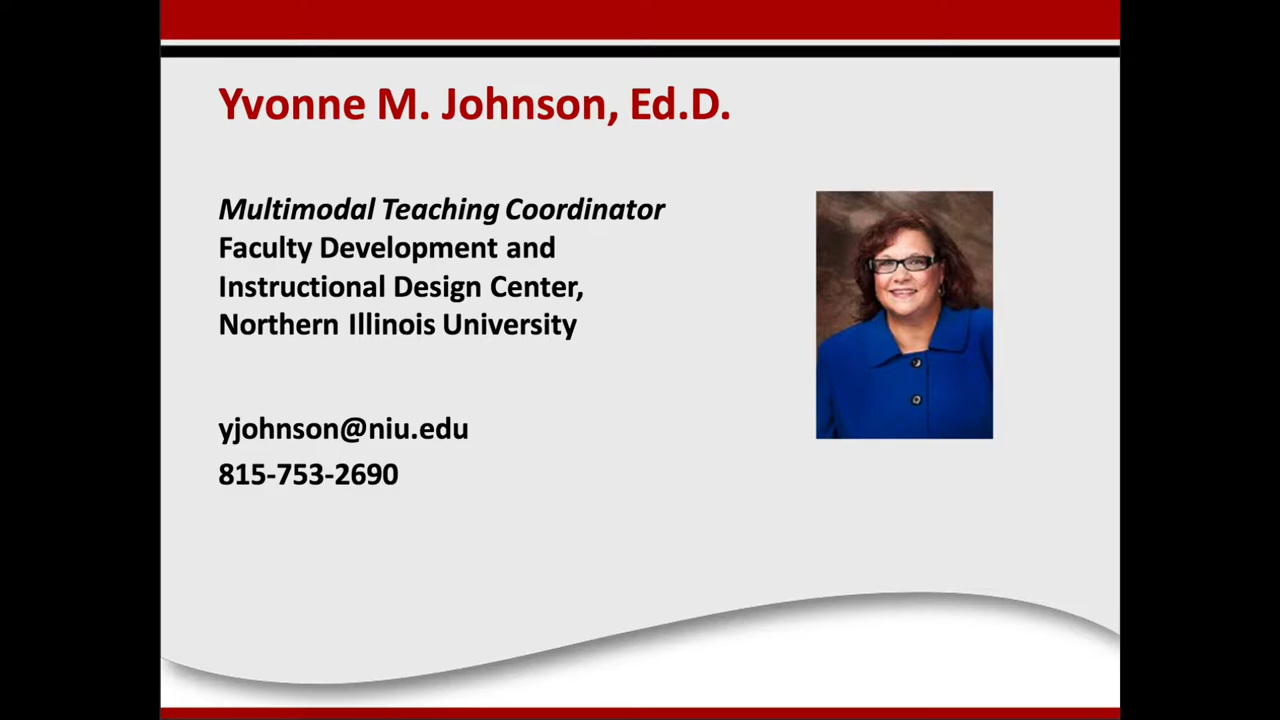 Yvonne M. Johnson, Ed.D.
Multimodal Teaching Coordinator
Faculty Development and
Instructional Design Center,
Northern Illinois University
yjohnson@niu.edu
815-753-2690